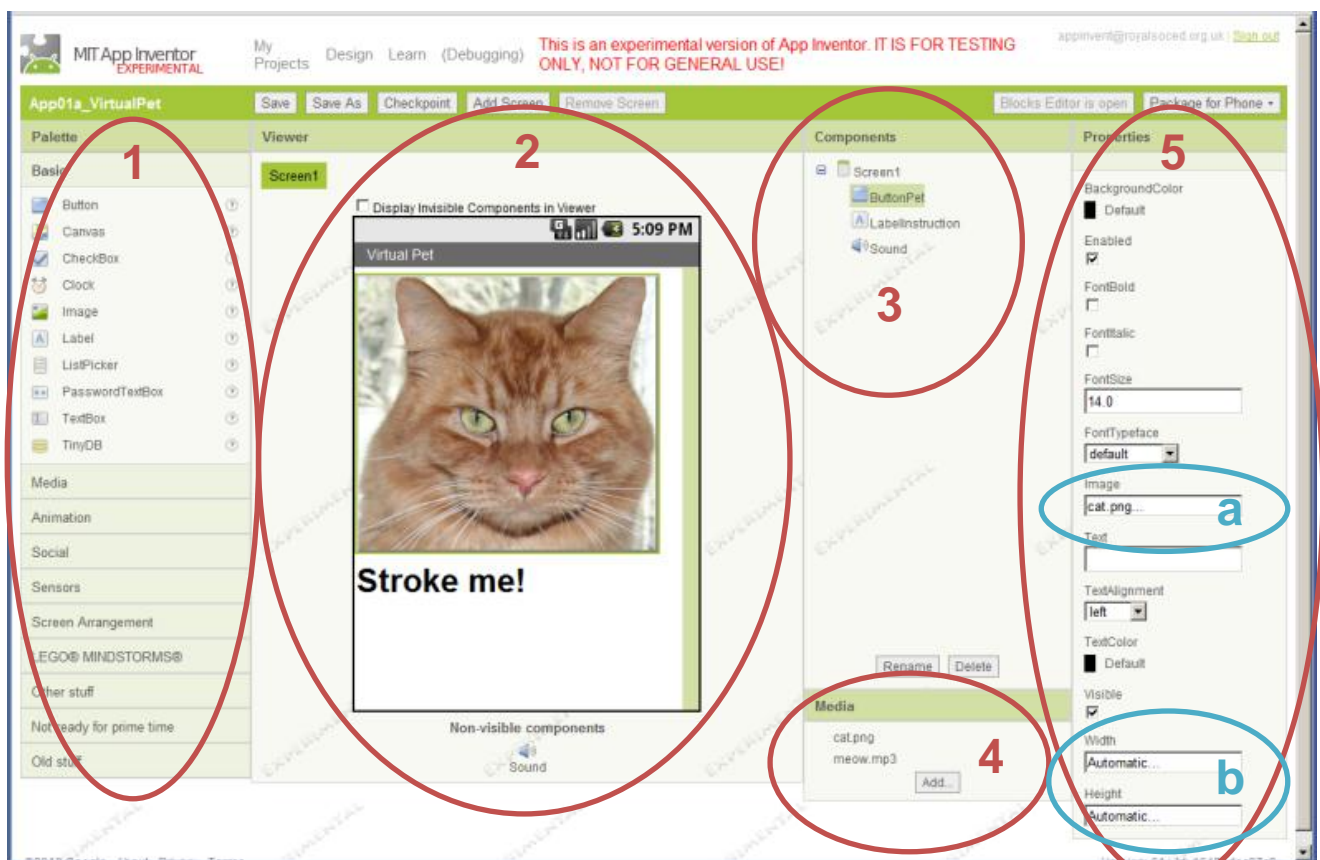 MIT App Inventor
EXPERIMENTAL
My Projects
Design
Learn
(Debugging)
This is an experimental version of App Inventor. IT IS FOR TESTING
ONLY, NOT FOR GENERAL USE!
appinvent@royalsoced.org.uk | Sign out
App01a_VirtualPet
Save
Save As
Checkpoint
Add Screen
Remove Screen
Blocks Editor is open
Package for Phone
Palette
1
Basic
Button
Canvas
CheckBox
Clock
Image
Label
ListPicker
PasswordTextBox
TextBox
TinyDB
Media
Animation
Social
Sensors
Screen Arrangement
LEGO® MINDSTORMS®
Other stuff
Not ready for prime time
Old stuff
Viewer
2
Screen1
Display Invisible Components in Viewer
5:09 PM
Virtual Pet
Stroke me!
Non-visible components
Sound
Components
Screen1
ButtonPet
A LabelInstruction
Sound
3
Rename
Delete
Media
cat.png
meow.mp3
4
Add...
Properties
5
BackgroundColor
Default
Enabled
FontBold
FontItalic
FontSize
14.0
FontTypeface
default
Image
cat.png...
a
Text
TextAlignment
left
TextColor
Default
Visible
Width
Automatic...
b
Height
Automatic...
EXPERIMENTAL